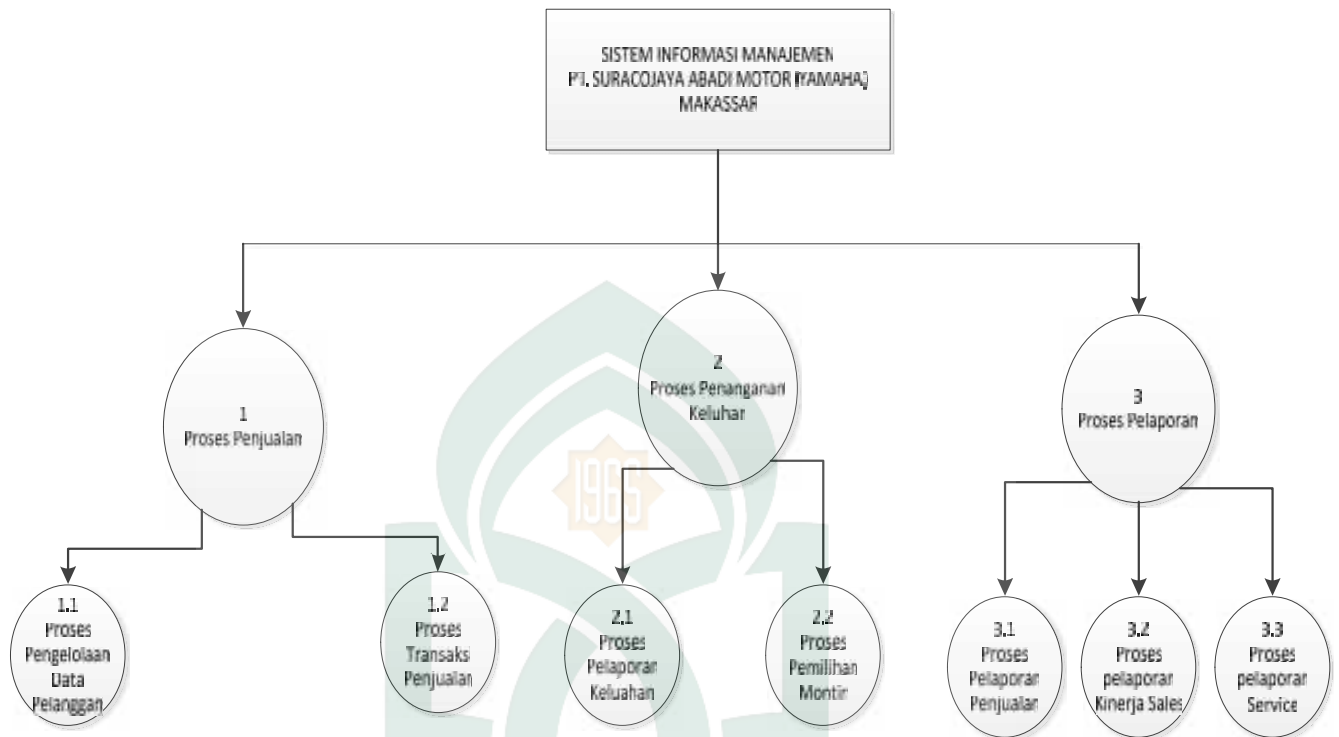 SISTEM INFORMASI MANAJEMEN
PT. SURACOJAYA ABADI MOTOR (YAMAHA)
MAKASSAR
1
Proses Penjualan
2
Proses Penanganan
Keluhan
3
Proses Pelaporan
1965
1.1
Proses
Pengelolaan
Data
Pelanggan
1.2
Proses
Transaksi
Penjualan
2.1
Proses
Pelaporan
Keluahan
2.2
Proses
Pemilihan
Montir
3.1
Proses
Pelaporan
Penjualan
3.2
Proses
pelaporan
Kinerja Sales
3.3
Proses
pelaporan
Service